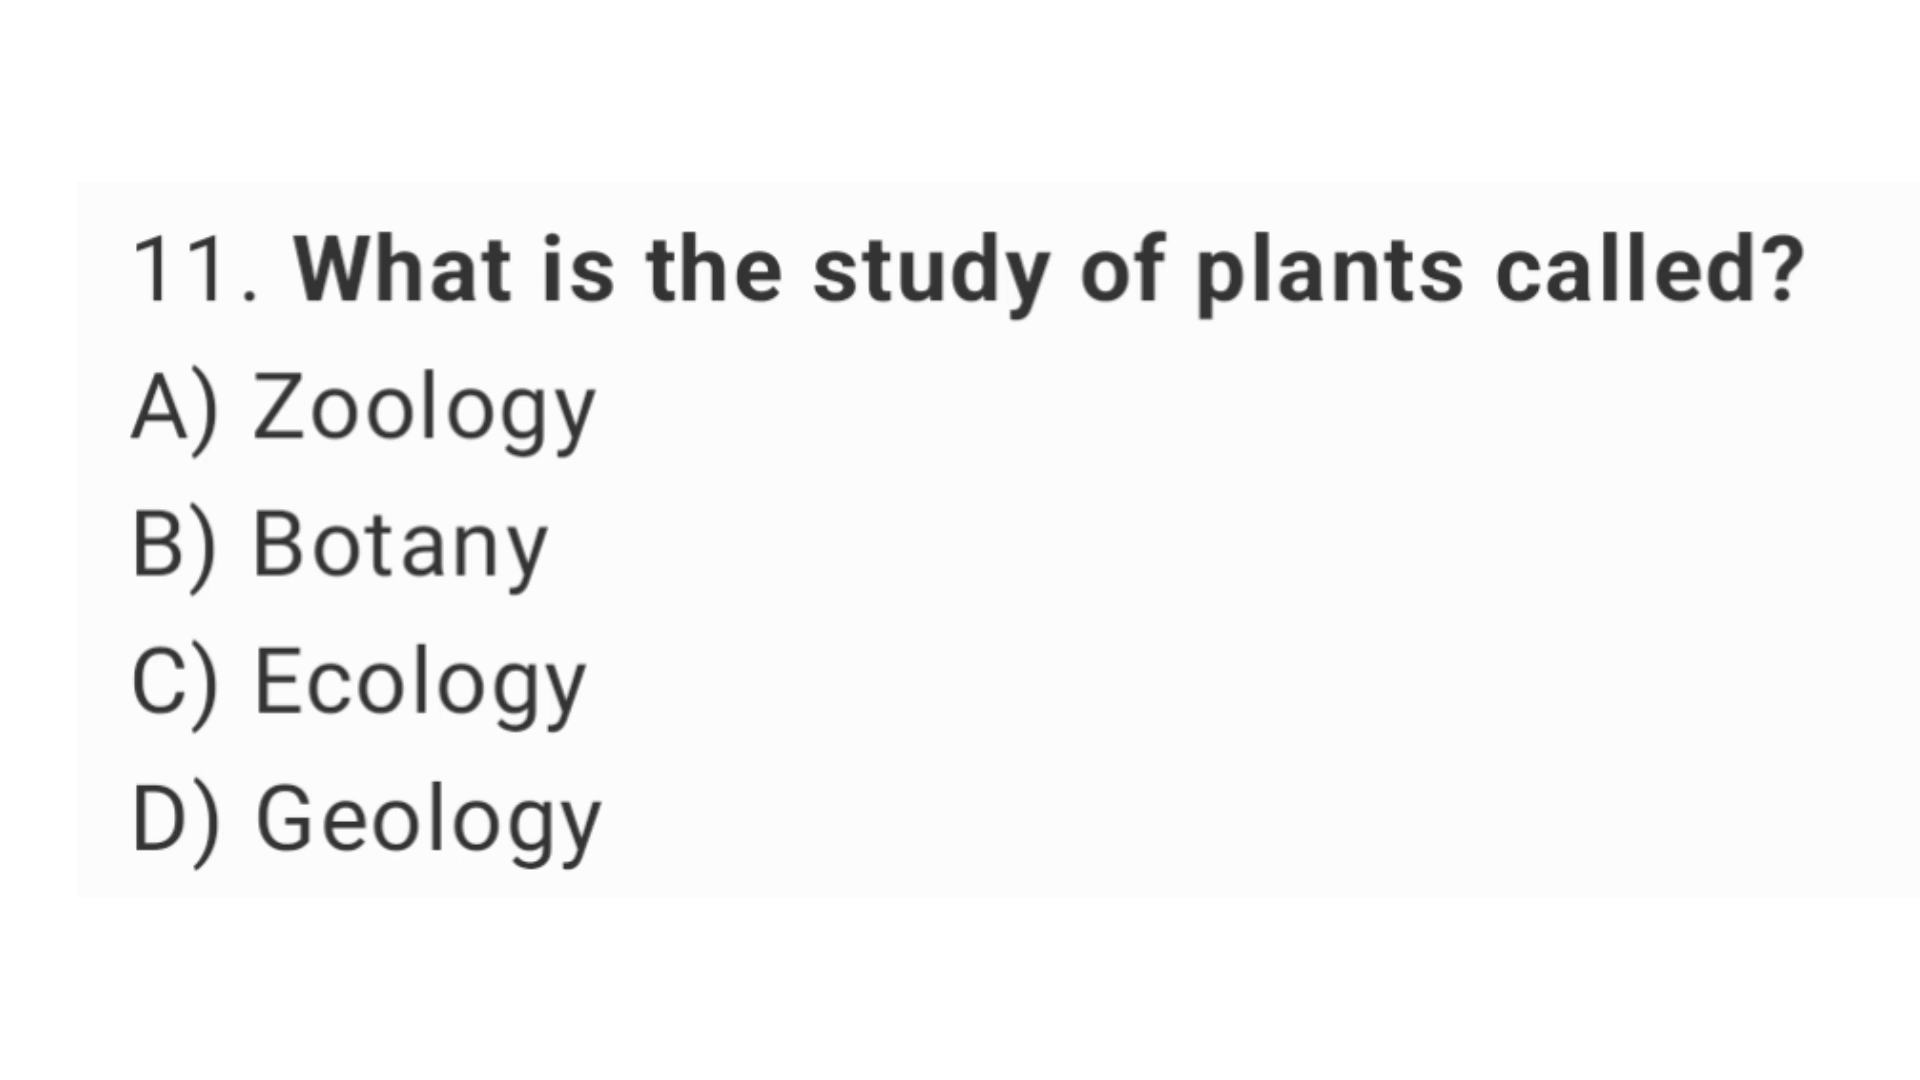 11. What is the study of plants called?
A) Zoology
B) Botany
C) Ecology
D) Geology